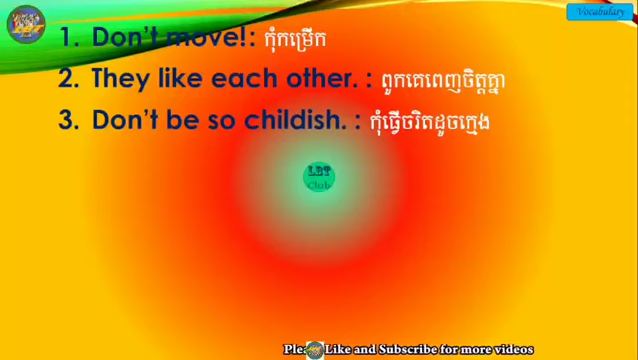 Vocabulary
1. Don't move!: កុំកម្រើក
2. They like each other. : ពួកគេពេញចិត្តគ្នា
3. Don't be so childish. : កុំធ្វើចរិតដូចក្មេង
LBT
Club
Like and Subscribe for more videos